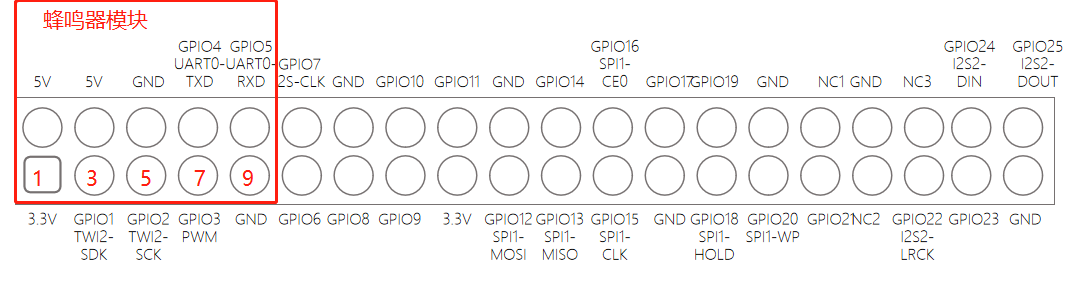 蜂鸣器模块
5V
5V
GND
GPIO4
UART0-
TXD
GPIO5
UART0-
RXD
GPIO7
2S-CLK
GND
GPIO10
GPIO11
GND
GPIO14
GPIO16
SPI1-
CE0
GPIO17
GPIO19
GND
NC1
GND
NC3
GPIO24
I2S2-
DIN
GPIO25
I2S2-
DOUT
1
3
5
7
9
3.3V
GPIO1
TWI2-
SDK
GPIO2
TWI2-
SCK
GPIO3
PWM
GND
GPIO6
GPIO8
GPIO9
3.3V
GPIO12
SPI1-
MOSI
GPIO13
SPI1-
MISO
GPIO15
SPI1-
CLK
GND
GPIO18
SPI1-
HOLD
GPIO20
SPI1-WP
GPIO21
NC2
GPIO22
I2S2-
LRCK
GPIO23
GND